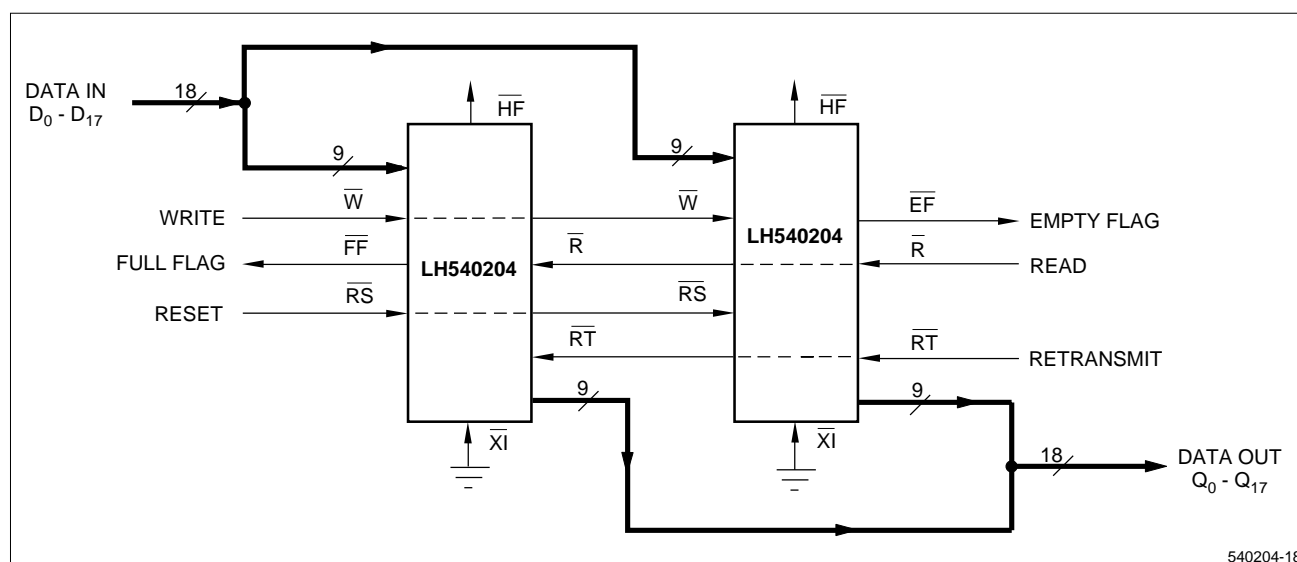 DATA IN
D0 - D17
18
9
HF
9
HF
WRITE
W
W
EF
EMPTY FLAG
LH540204
LH540204
FULL FLAG
FF
R
R
READ
RESET
RS
RS
RT
RT
RETRANSMIT
9
9
XI
XI
18
DATA OUT
Q0 - Q17
540204-18